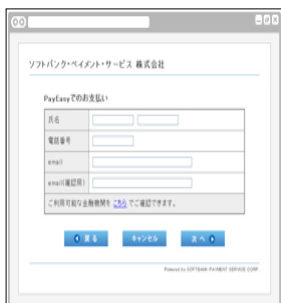 ソフトバンク・ペイメント・サービス 株式会社
PayEasyでのお支払い
氏名
電話番号
email
email(確認用)
ご利用可能な金融機関を こちら でご確認できます。
戻る
キャンセル
次へ
Powered by SOFTBANK PAYMENT SERVICE CORP